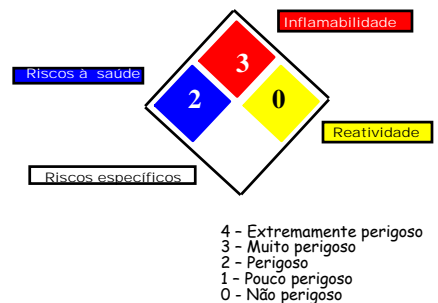 Inflamabilidade
3
Riscos à saúde
2
0
Reatividade
Riscos específicos
4 – Extremamente perigoso
3 – Muito perigoso
2 – Perigoso
1 – Pouco perigoso
0 - Não perigoso